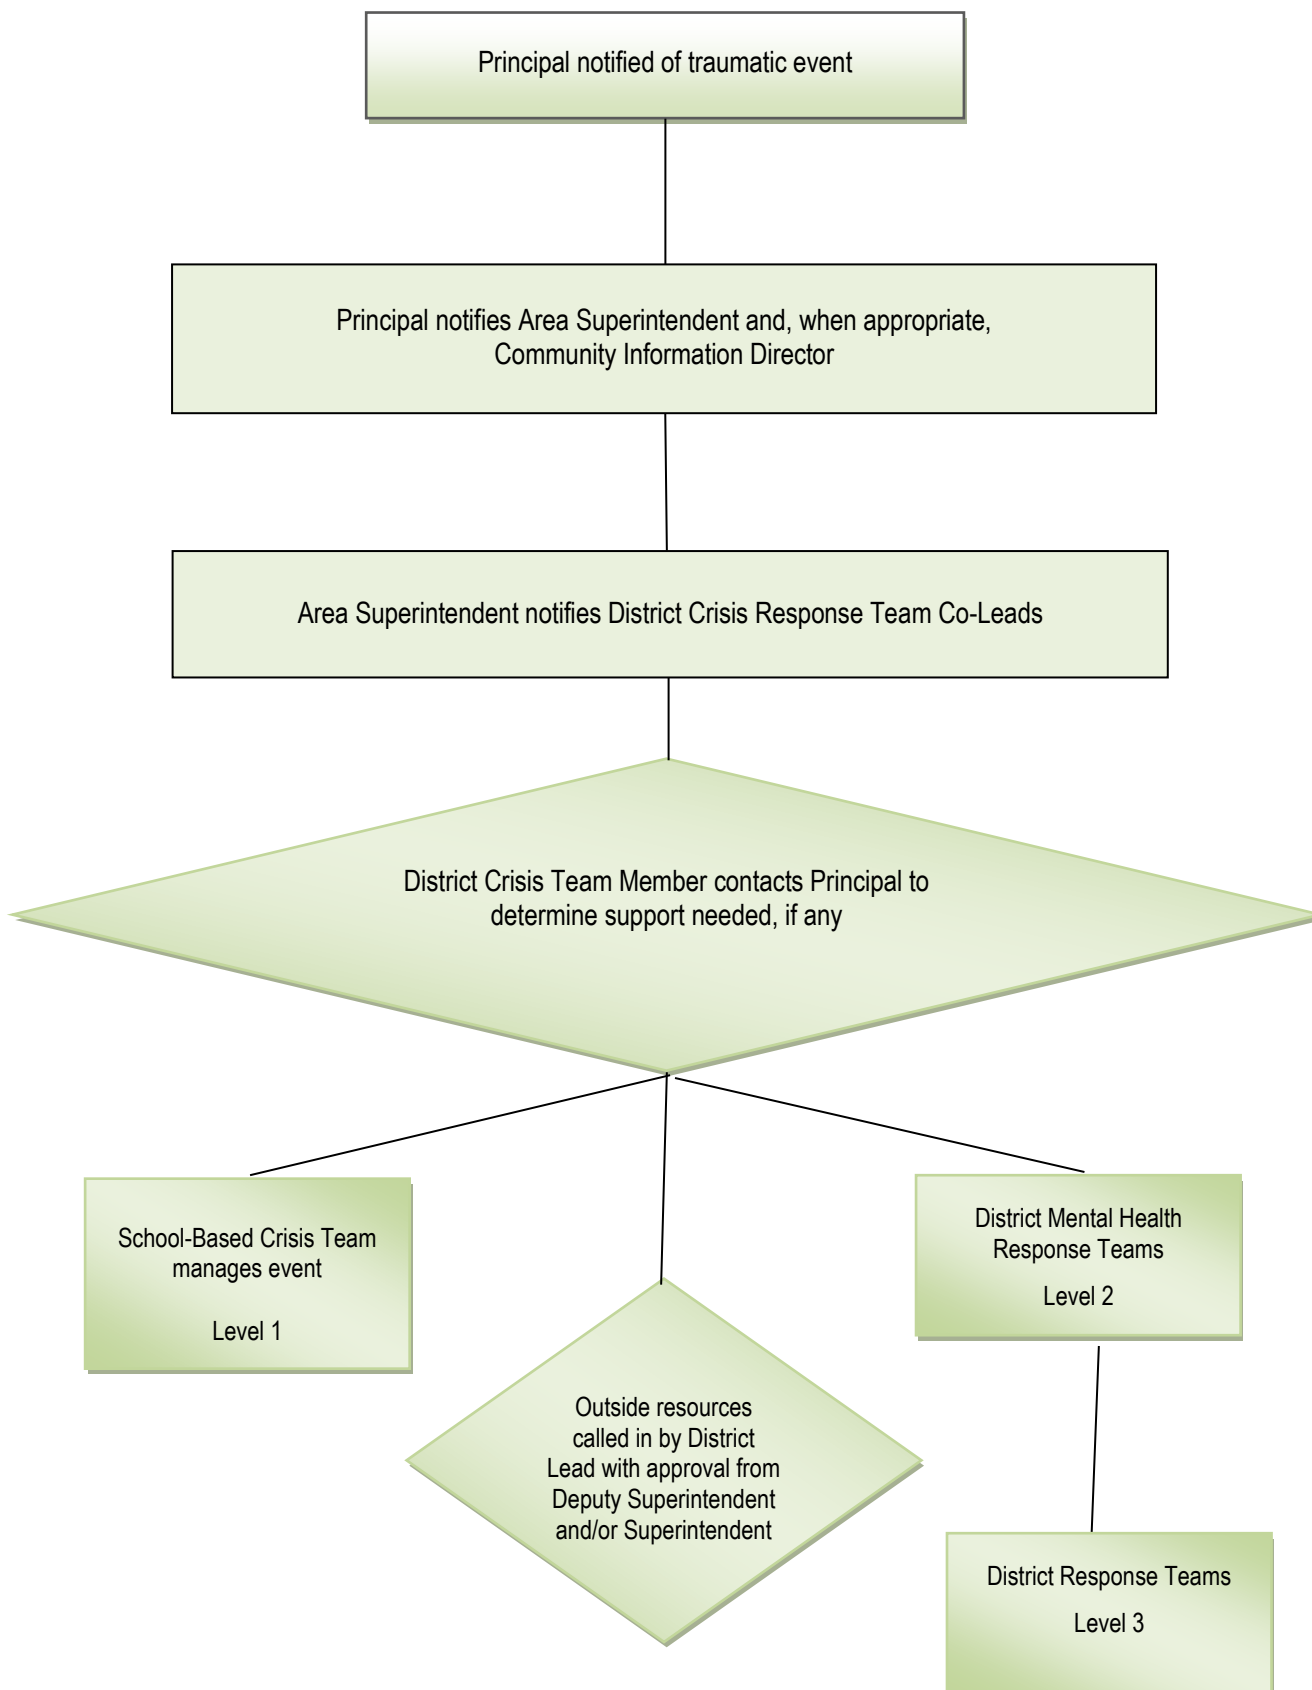 Principal notified of traumatic event
Principal notifies Area Superintendent and, when appropriate,
Community Information Director
Area Superintendent notifies District Crisis Response Team Co-Leads
District Crisis Team Member contacts Principal to
determine support needed, if any
School-Based Crisis Team
manages event
Level 1
Outside resources
called in by District
Lead with approval from
Deputy Superintendent
and/or Superintendent
District Mental Health
Response Teams
Level 2
District Response Teams
Level 3